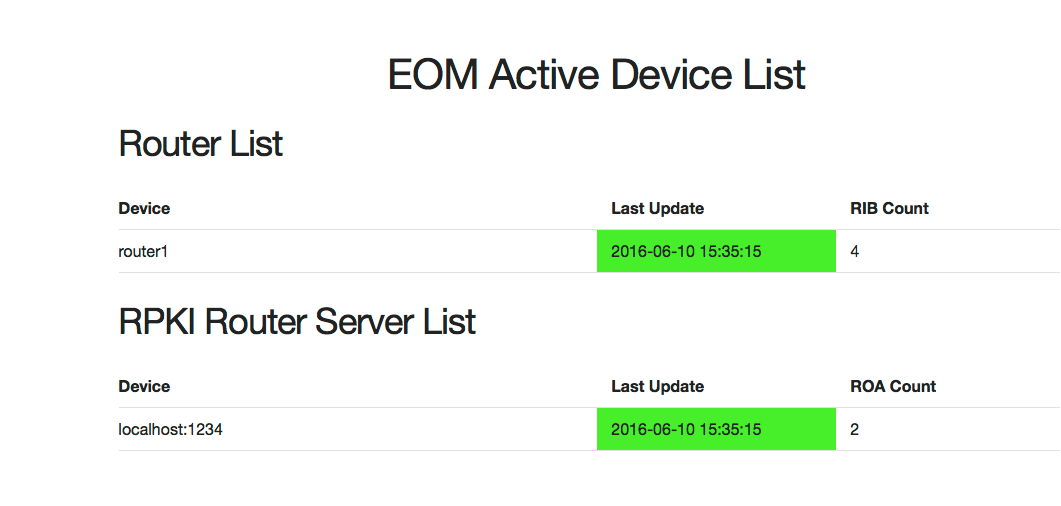 EOM Active Device List
Router List
Device Last Update RIB Count
router1 2016-06-10 15:35:15 4
RPKI Router Server List
Device Last Update ROA Count
localhost:1234 2016-06-10 15:35:15 2